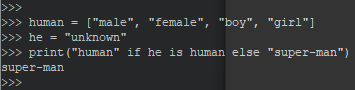 >>>
>>> human = ["male", "female", "boy", "girl"]
>>> he = "unknown"
>>> print("human" if he is human else "super-man")
super-man
>>>